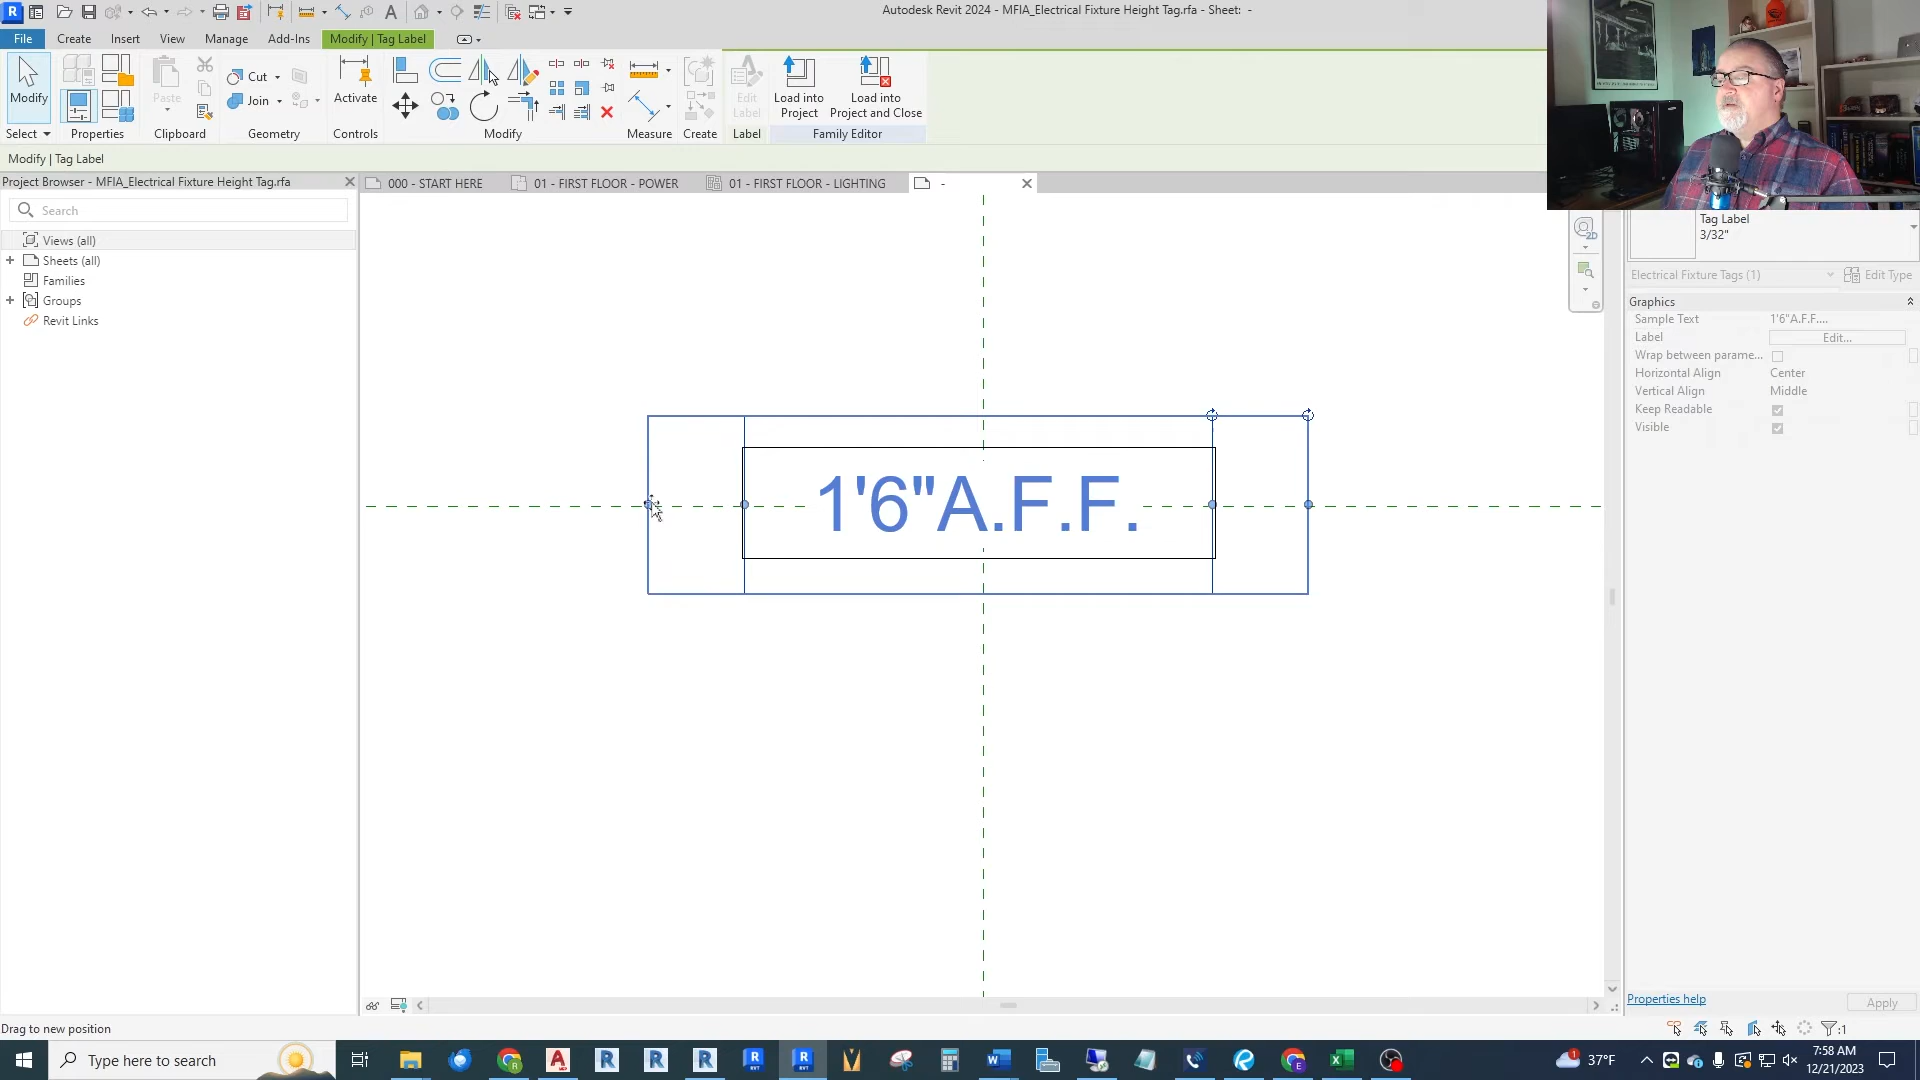 Autodesk Revit 2024 - MFIA_Electrical Fixture Height Tag.rfa - Sheet: -
File Create Insert View Manage Add-Ins Modify | Tag Label
Modify
Paste
Cut
Join
Activate
Edit Label
Load into Project
Load into Project and Close
Select Properties Clipboard Geometry Controls Modify Measure Create Label Family Editor
Modify | Tag Label
Project Browser - MFIA_Electrical Fixture Height Tag.rfa
000 - START HERE
01 - FIRST FLOOR - POWER
01 - FIRST FLOOR - LIGHTING
-
Search
Views (all)
Sheets (all)
Families
Groups
Revit Links
1'6"A.F.F.
2D
Tag Label
3/32"
Electrical Fixture Tags (1)
Edit Type
Graphics
Sample Text 1'6"A.F.F....
Label Edit...
Wrap between parame...
Horizontal Align Center
Vertical Align Middle
Keep Readable
Visible
Properties help
Apply
Drag to new position
:1
Type here to search
37°F
7:58 AM
12/21/2023